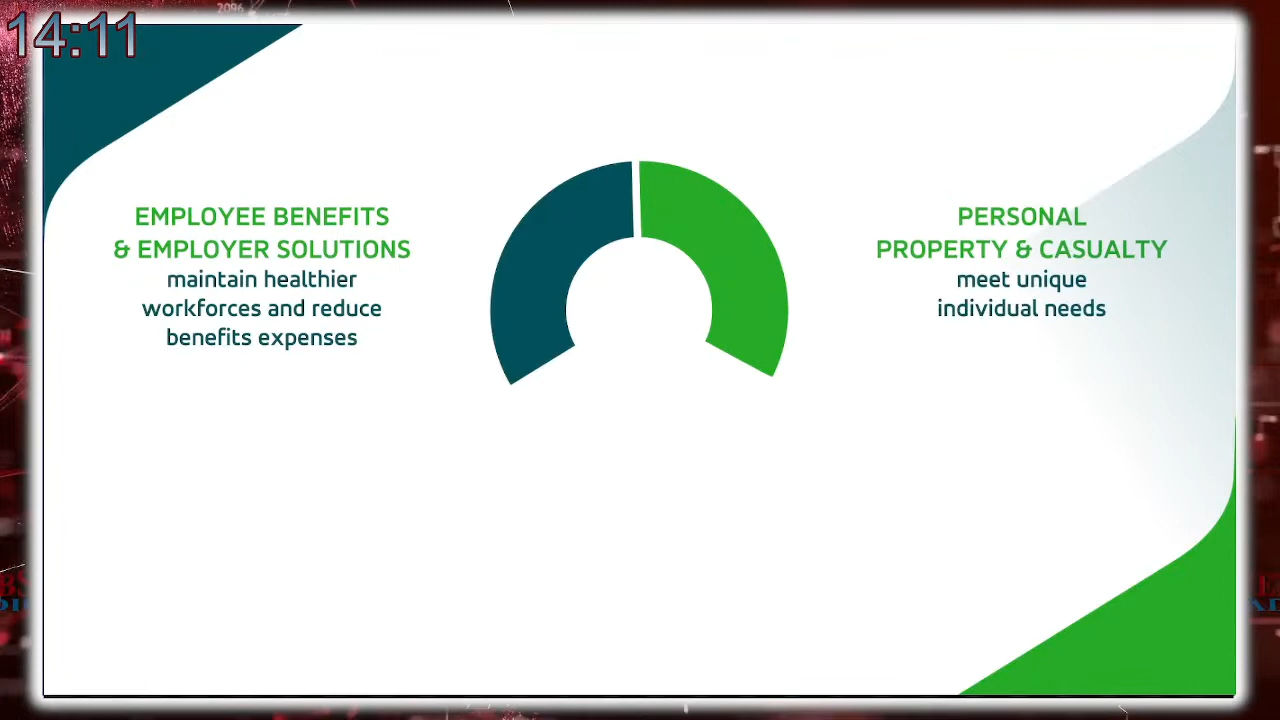 14:11
EMPLOYEE BENEFITS
& EMPLOYER SOLUTIONS
maintain healthier
workforces and reduce
benefits expenses
PERSONAL
PROPERTY & CASUALTY
meet unique
individual needs
2096